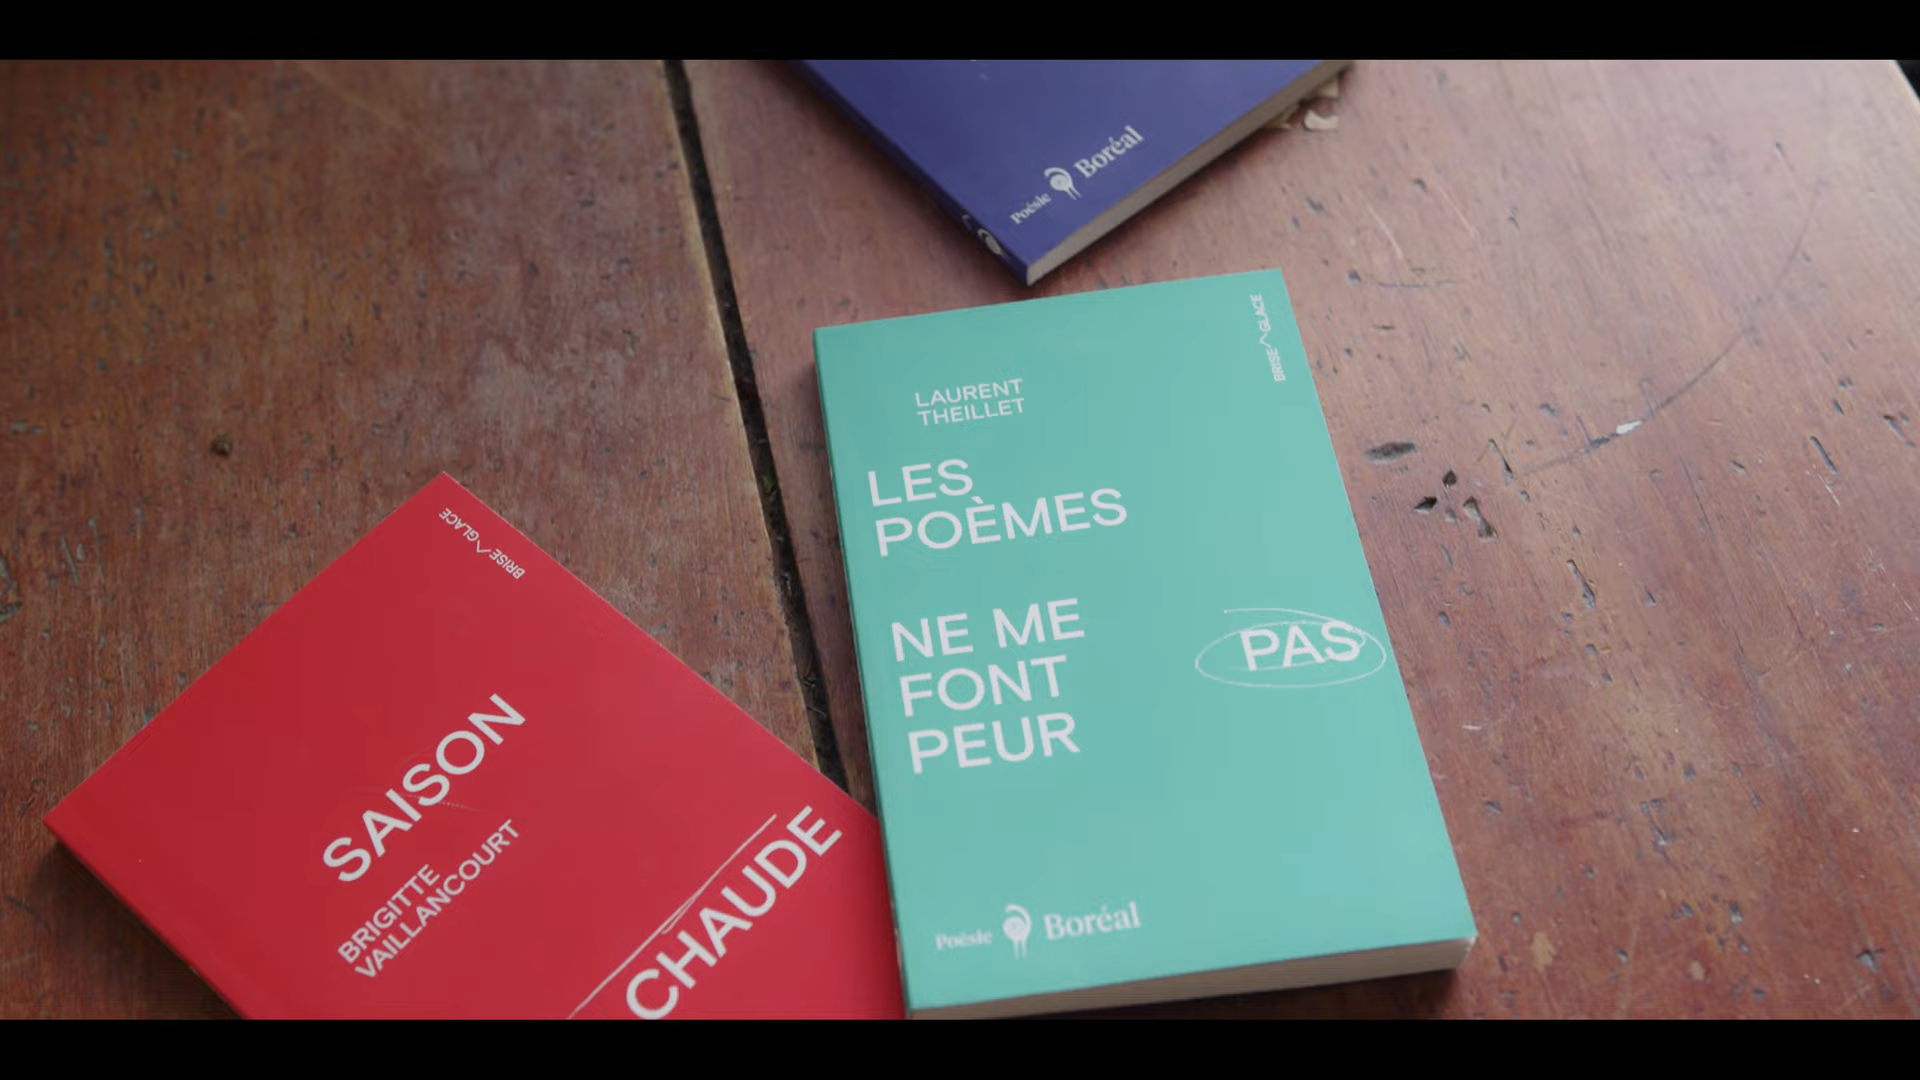 Poésie Boréal
BRISE GLACE
LAURENT
THEILLET
LES
POÈMES
NE ME
FONT
PEUR
PAS
Poésie Boréal
BRISE GLACE
SAISON
BRIGITTE
VAILLANCOURT
CHAUDE